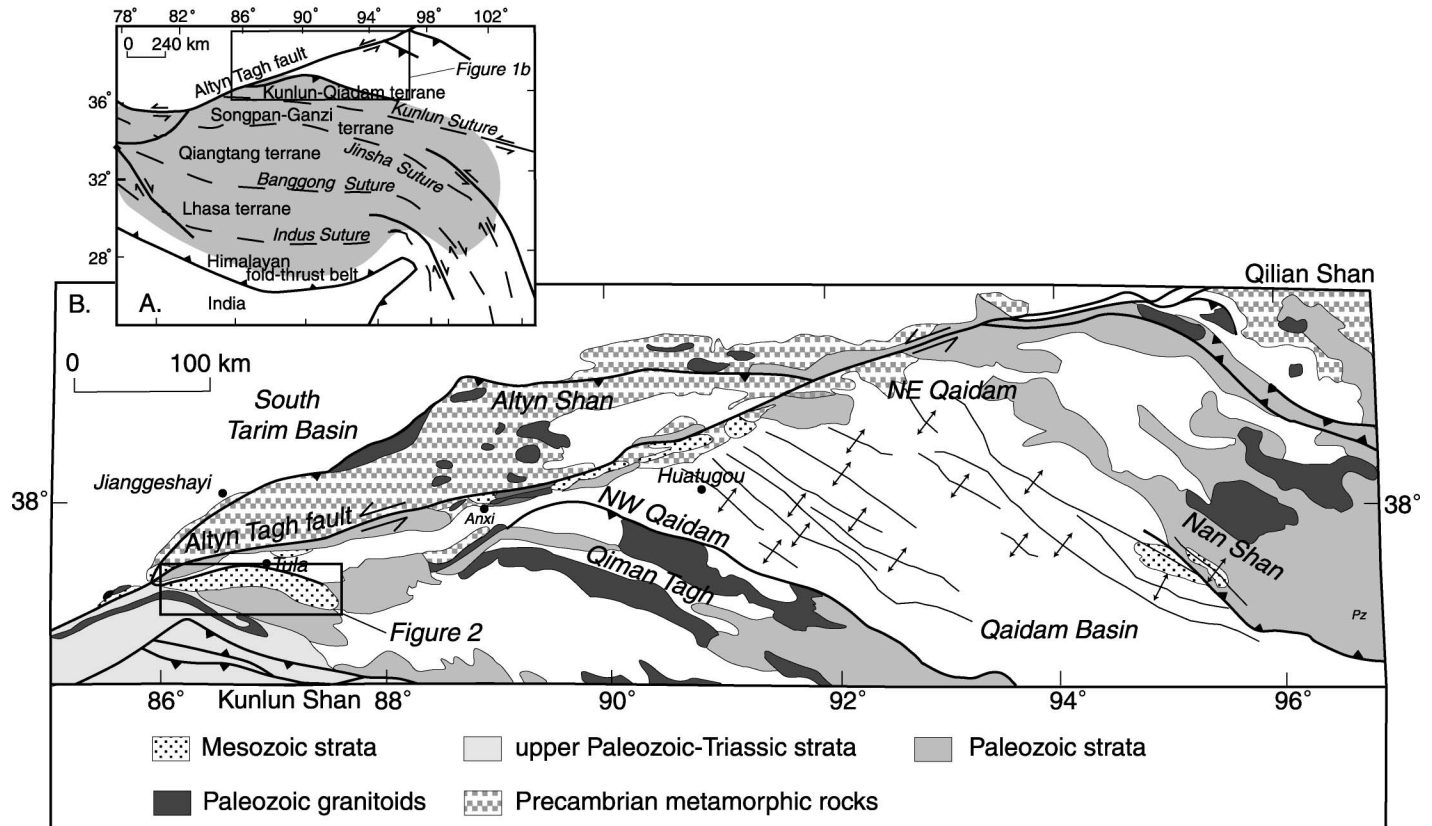 78° 82° 86° 90° 94° 98° 102°
0 240 km
Altyn Tagh fault
Figure 1b
36°
Kunlun-Qiadam terrane
Songpan-Ganzi
terrane
Kunlun Suture
Qiangtang terrane
Jinsha Suture
32°
Banggong Suture
Lhasa terrane
Indus Suture
28°
Himalayan
fold-thrust belt
India
A.
B.
Qilian Shan
0 100 km
South
Tarim Basin
Altyn Shan
NE Qaidam
Jianggeshayi
Huatugou
38°
38°
Altyn Tagh fault
Anxi
NW Qaidam
Nan Shan
Tula
Qiman Tagh
Pz
Figure 2
Qaidam Basin
86° Kunlun Shan 88° 90° 92° 94° 96°
Mesozoic strata
upper Paleozoic-Triassic strata
Paleozoic strata
Paleozoic granitoids
Precambrian metamorphic rocks